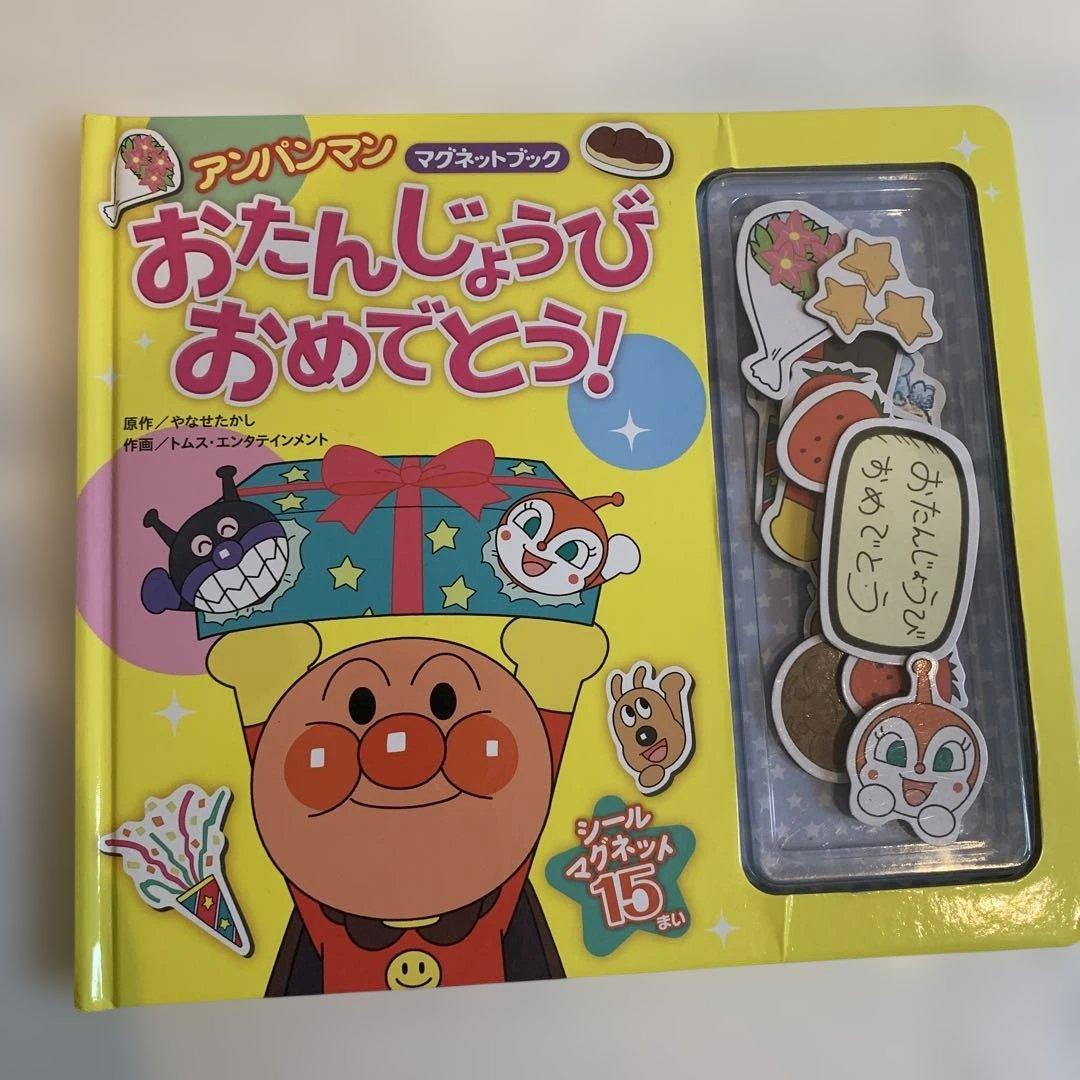 アンパンマン マグネットブック
おたんじょうび
おめでとう!
原作/やなせたかし
作画/トムス・エンタテインメント
シール
マグネット
15まい
おたんじょうび
おめでとう